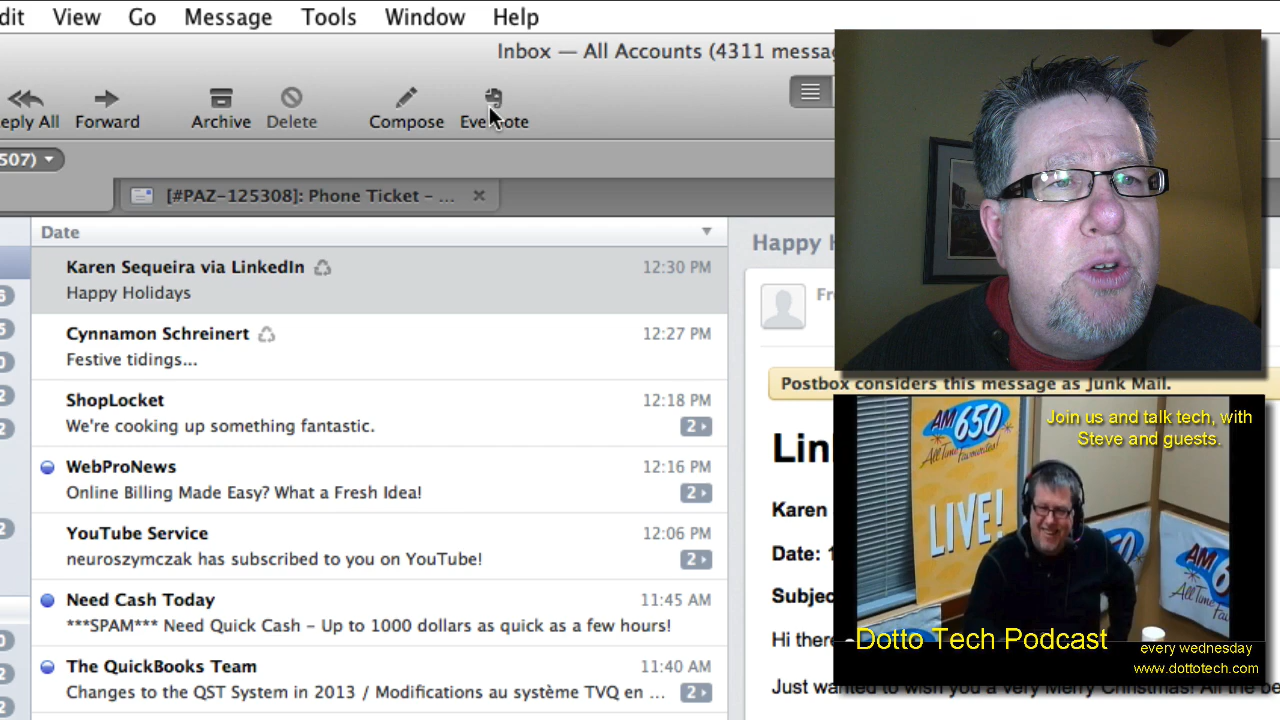 dit View Go Message Tools Window Help
Inbox — All Accounts (4311 messa
eply All Forward Archive Delete Compose Evernote
507)
[#PAZ-125308]: Phone Ticket – ...
Date
Karen Sequeira via LinkedIn 12:30 PM
Happy Holidays
Cynnamon Schreinert 12:27 PM
Festive tidings...
ShopLocket 12:18 PM
We're cooking up something fantastic. 2
WebProNews 12:16 PM
Online Billing Made Easy? What a Fresh Idea! 2
YouTube Service 12:06 PM
neuroszymczak has subscribed to you on YouTube! 2
Need Cash Today 11:45 AM
***SPAM*** Need Quick Cash – Up to 1000 dollars as quick as a few hours!
The QuickBooks Team 11:40 AM
Changes to the QST System in 2013 / Modifications au système TVQ en ... 2
Happy H
Fr
Postbox considers this message as Junk Mail.
Lin
Karen
Date: 1
Subje
Hi there
Just wanted to wish you a very Merry Christmas! All the be
AM 650
All Time Favourites!
LIVE!
Join us and talk tech, with
Steve and guests.
Dotto Tech Podcast
every wednesday
www.dottotech.com